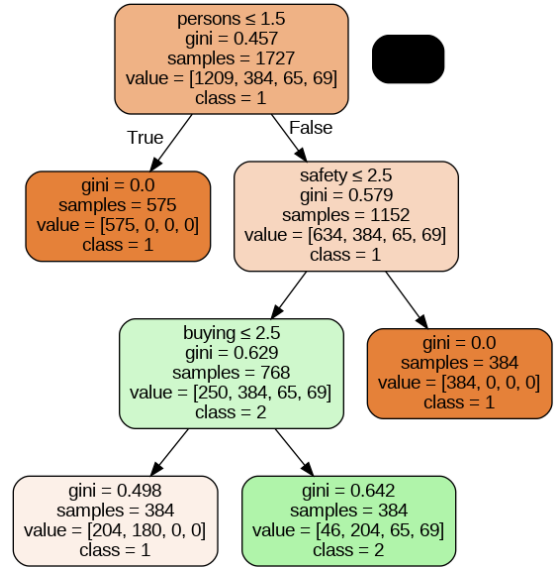 persons ≤ 1.5
gini = 0.457
samples = 1727
value = [1209, 384, 65, 69]
class = 1
True
False
gini = 0.0
samples = 575
value = [575, 0, 0, 0]
class = 1
safety ≤ 2.5
gini = 0.579
samples = 1152
value = [634, 384, 65, 69]
class = 1
buying ≤ 2.5
gini = 0.629
samples = 768
value = [250, 384, 65, 69]
class = 2
gini = 0.0
samples = 384
value = [384, 0, 0, 0]
class = 1
gini = 0.498
samples = 384
value = [204, 180, 0, 0]
class = 1
gini = 0.642
samples = 384
value = [46, 204, 65, 69]
class = 2